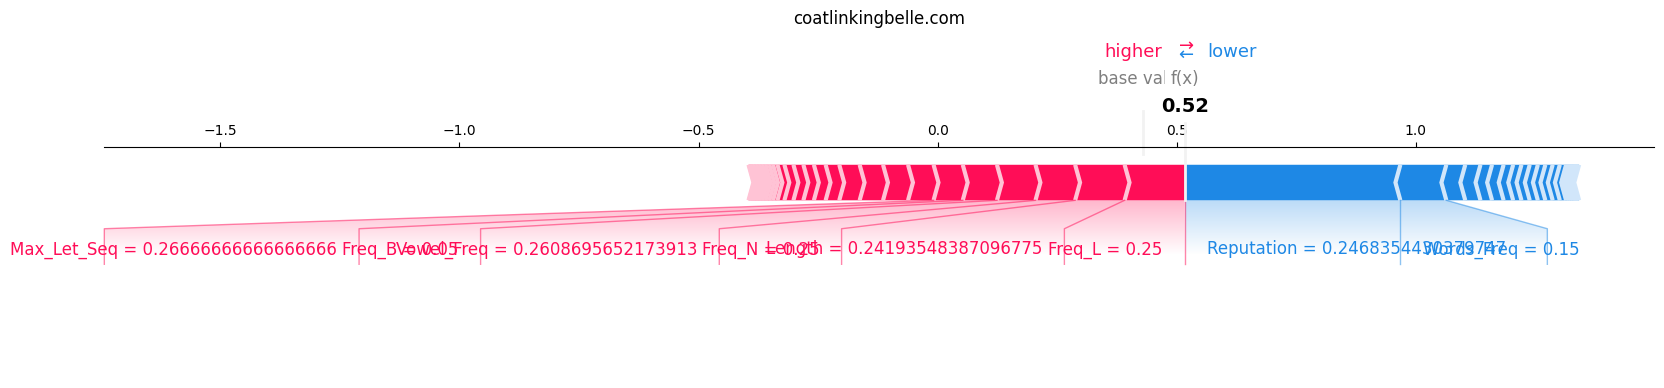 coatlinkingbelle.com
higher ⇄ lower
base val f(x)
0.52
−1.5 −1.0 −0.5 0.0 0.5 1.0
Max_Let_Seq = 0.26666666666666666 Freq_B = 0.05 Vowel_Freq = 0.2608695652173913 Freq_N = 0.25 Length = 0.24193548387096775 Freq_L = 0.25 Reputation = 0.2468354430379747 Words_Freq = 0.15